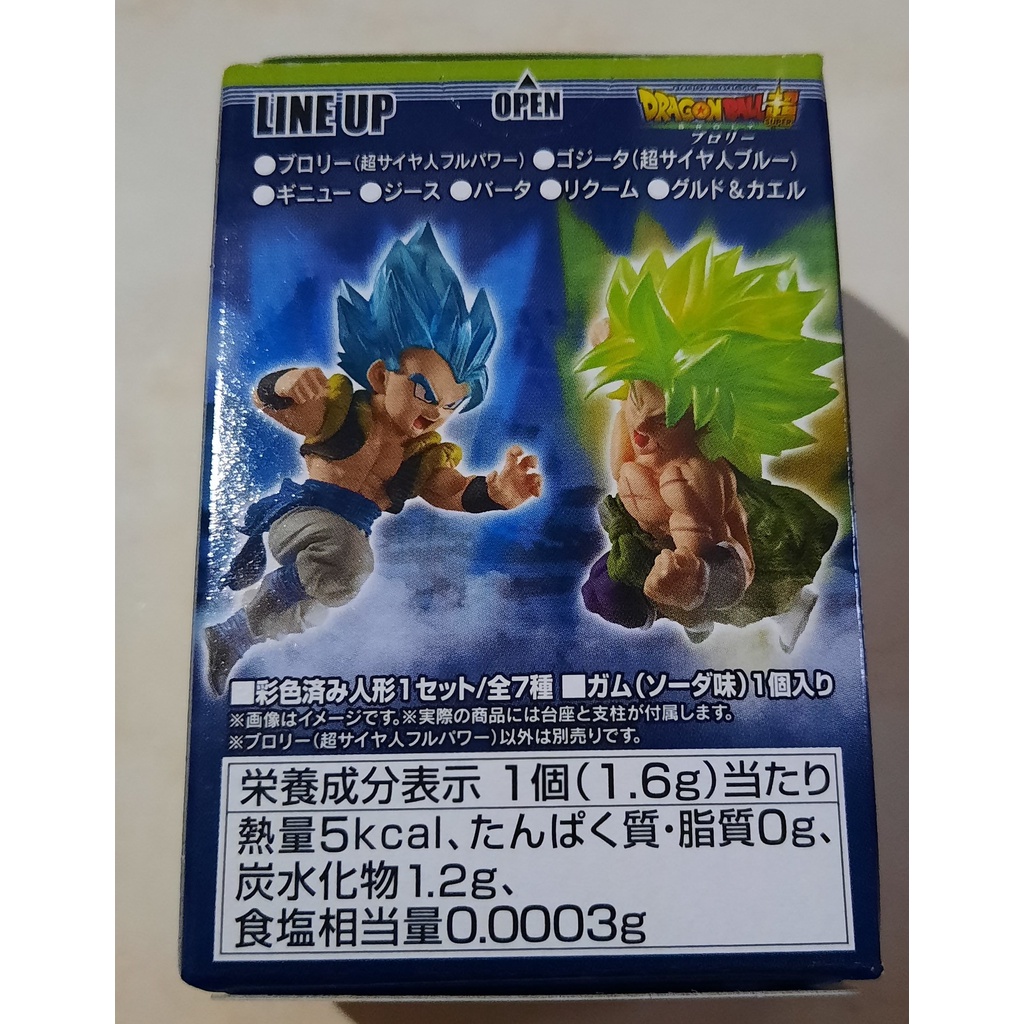 LINE UP
OPEN
DRAGON BALL超
SUPER
BROLY
ブロリー
●ブロリー(超サイヤ人フルパワー) ●ゴジータ(超サイヤ人ブルー)
●ギニュー ●ジース ●バータ ●リクーム ●グルド&カエル
■彩色済み人形1セット/全7種 ■ガム(ソーダ味)1個入り
※画像はイメージです。※実際の商品には台座と支柱が付属します。
※ブロリー(超サイヤ人フルパワー)以外は別売りです。
栄養成分表示 1個(1.6g)当たり
熱量5kcal、たんぱく質・脂質0g、
炭水化物1.2g、
食塩相当量0.0003g